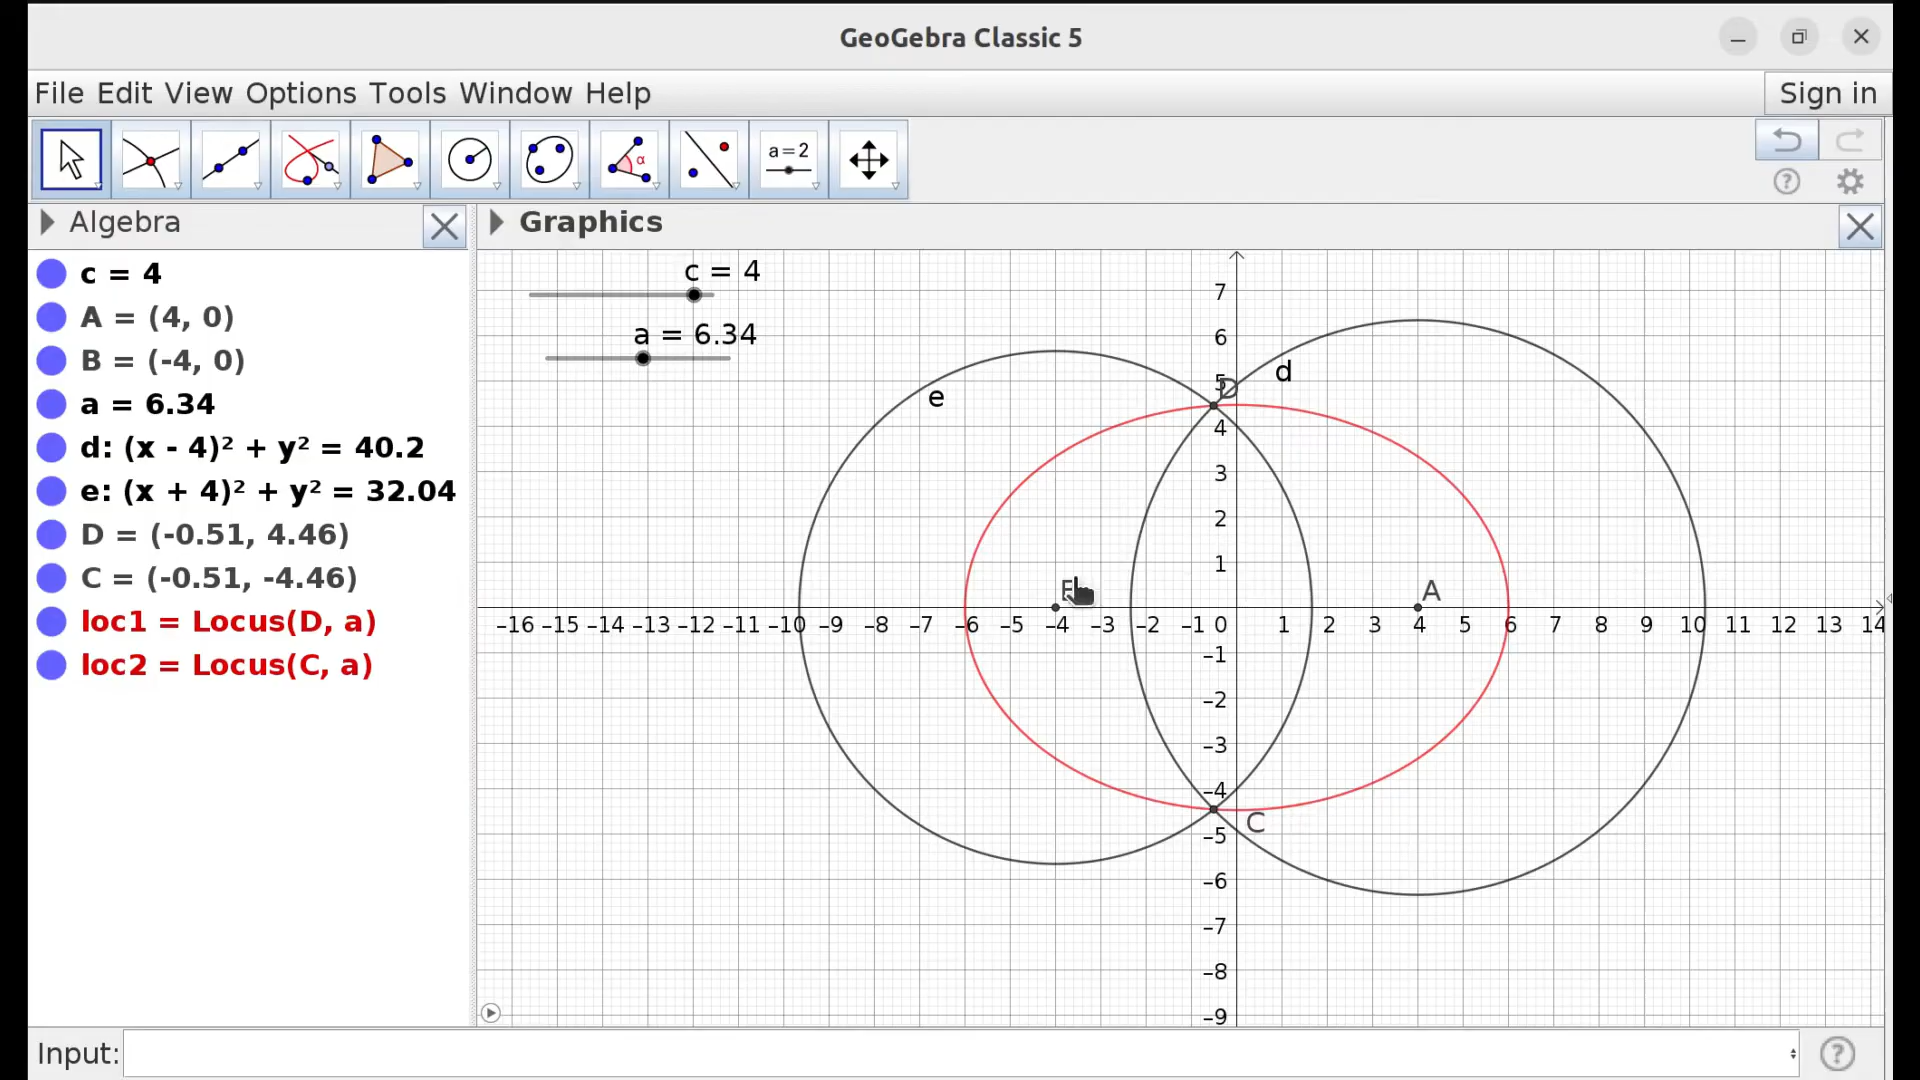 GeoGebra Classic 5
File Edit View Options Tools Window Help
Sign in
α
a=2
Algebra
Graphics
c = 4
A = (4, 0)
B = (-4, 0)
a = 6.34
d: (x - 4)² + y² = 40.2
e: (x + 4)² + y² = 32.04
D = (-0.51, 4.46)
C = (-0.51, -4.46)
loc1 = Locus(D, a)
loc2 = Locus(C, a)
c = 4
a = 6.34
7
6
5
D
d
e
4
3
2
1
A
–16 –15 –14 –13 –12 –11 –10 –9 –8 –7 –6 –5 –4 –3 –2 –1 0 1 2 3 4 5 6 7 8 9 10 11 12 13 14
–1
–2
–3
–4
C
–5
–6
–7
–8
–9
Input: